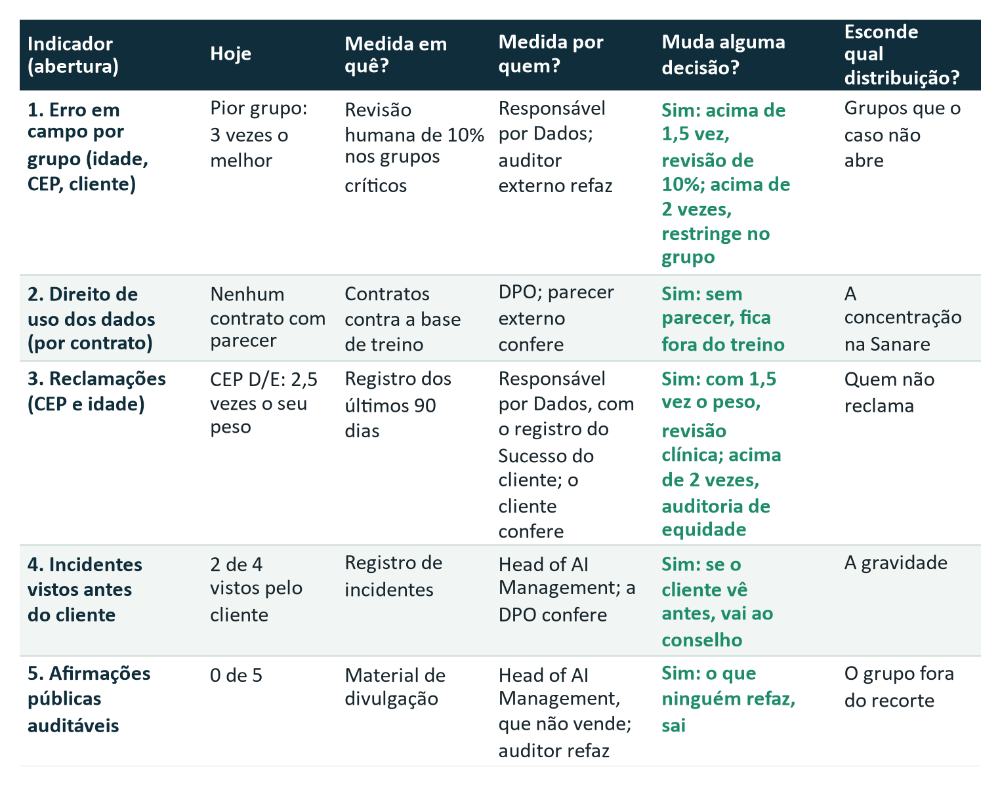 Indicador
(abertura)
Hoje
Medida em
quê?
Medida por
quem?
Muda alguma
decisão?
Esconde
qual
distribuição?
1. Erro em
campo por
grupo (idade,
CEP, cliente)
Pior grupo:
3 vezes o
melhor
Revisão
humana de 10%
nos grupos
críticos
Responsável
por Dados;
auditor
externo refaz
Sim: acima de
1,5 vez,
revisão de
10%; acima de
2 vezes,
restringe no
grupo
Grupos que o
caso não
abre
2. Direito de
uso dos dados
(por contrato)
Nenhum
contrato com
parecer
Contratos
contra a base
de treino
DPO; parecer
externo
confere
Sim: sem
parecer, fica
fora do treino
A
concentração
na Sanare
3. Reclamações
(CEP e idade)
CEP D/E: 2,5
vezes o seu
peso
Registro dos
últimos 90
dias
Responsável
por Dados, com
o registro do
Sucesso do
cliente; o
cliente
confere
Sim: com 1,5
vez o peso,
revisão
clínica; acima
de 2 vezes,
auditoria de
equidade
Quem não
reclama
4. Incidentes
vistos antes
do cliente
2 de 4
vistos pelo
cliente
Registro de
incidentes
Head of AI
Management; a
DPO confere
Sim: se o
cliente vê
antes, vai ao
conselho
A gravidade
5. Afirmações
públicas
auditáveis
0 de 5
Material de
divulgação
Head of AI
Management,
que não vende;
auditor refaz
Sim: o que
ninguém refaz,
sai
O grupo fora
do recorte